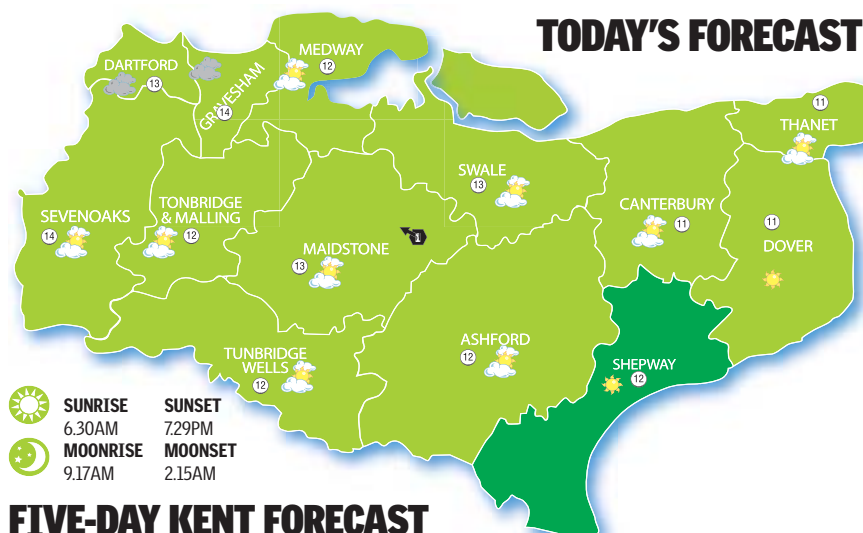 TODAY'S FORECAST
MEDWAY
12
DARTFORD
13
GRAVESHAM
14
11
THANET
SWALE
13
SEVENOAKS
14
TONBRIDGE
& MALLING
12
CANTERBURY
11
11
DOVER
1
MAIDSTONE
13
ASHFORD
12
TUNBRIDGE
WELLS
12
SHEPWAY
12
SUNRISE SUNSET
6.30AM 7.29PM
MOONRISE MOONSET
9.17AM 2.15AM
FIVE-DAY KENT FORECAST